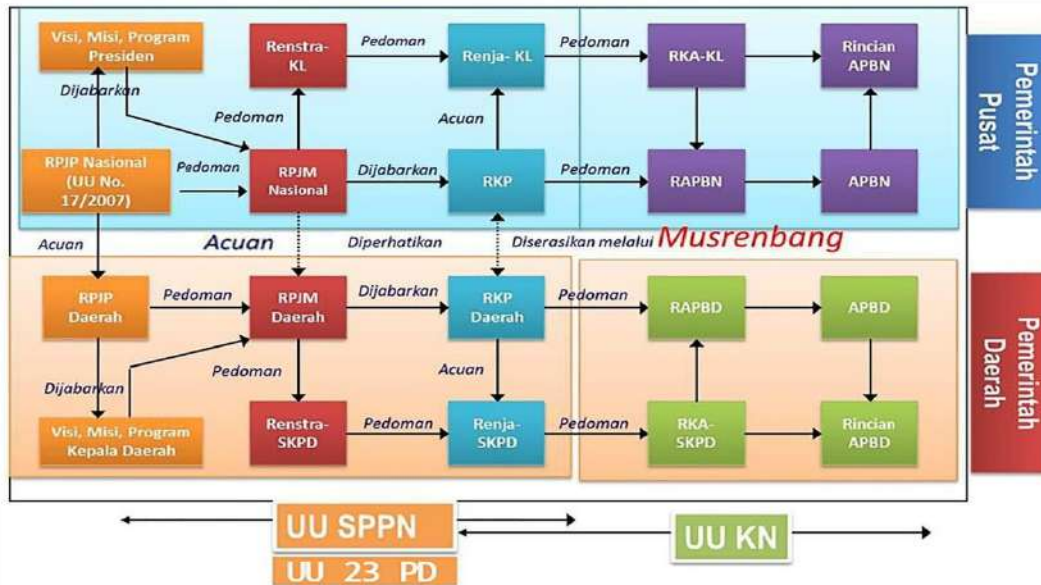 Visi, Misi, Program
Presiden
Renstra-
KL
Pedoman
Renja- KL
Pedoman
RKA-KL
Rincian
APBN
Dijabarkan
Pedoman
Acuan
RPJP Nasional
(UU No.
17/2007)
Pedoman
RPJM
Nasional
Dijabarkan
RKP
Pedoman
RAPBN
APBN
Pemerintah
Pusat
Acuan
Acuan
Diperhatikan
Diserasikan melalui
Musrenbang
RPJP
Daerah
Pedoman
RPJM
Daerah
Dijabarkan
RKP
Daerah
Pedoman
RAPBD
APBD
Dijabarkan
Pedoman
Acuan
Visi, Misi, Program
Kepala Daerah
Renstra-
SKPD
Pedoman
Renja-
SKPD
Pedoman
RKA-
SKPD
Rincian
APBD
Pemerintah
Daerah
UU SPPN
UU 23 PD
UU KN